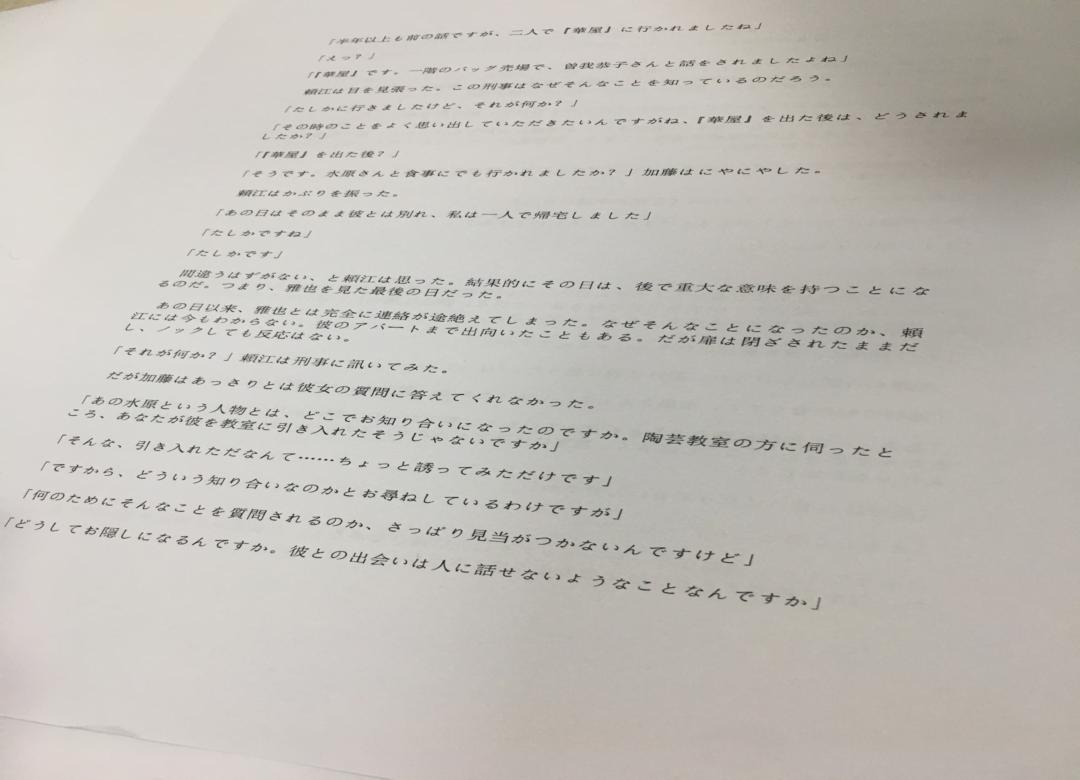 「半年以上も前の話ですが、二人で『華屋』に行かれましたね」
「えっ？」
「『華屋』です。一階のバッグ売場で、曽我恭子さんと話をされましたよね」
頼江は目を見張った。この刑事はなぜそんなことを知っているのだろう。
「たしかに行きましたけど、それが何か？」
「その時のことをよく思い出していただきたいんですがね、『華屋』を出た後は、どうされま
したか？」
「『華屋』を出た後？」
「そうです。水原さんと食事にでも行かれましたか？」加藤はにやにやした。
頼江はかぶりを振った。
「あの日はそのまま彼とは別れ、私は一人で帰宅しました」
「たしかですね」
「たしかです」
間違うはずがない、と頼江は思った。結果的にその日は、後で重大な意味を持つことにな
るのだ。つまり、雅也を見た最後の日だった。
あの日以来、雅也とは完全に連絡が途絶えてしまった。なぜそんなことになったのか、頼
江には今もわからない。彼のアパートまで出向いたこともある。だが扉は閉ざされたままだ
し、ノックしても反応はない。
「それが何か？」頼江は刑事に訊いてみた。
だが加藤はあっさりとは彼女の質問に答えてくれなかった。
「あの水原という人物とは、どこでお知り合いになったのですか。陶芸教室の方に伺ったと
ころ、あなたが彼を教室に引き入れたそうじゃないですか」
「そんな、引き入れただなんて……ちょっと誘ってみただけです」
「ですから、どういう知り合いなのかとお尋ねしているわけですが」
「何のためにそんなことを質問されるのか、さっぱり見当がつかないんですけど」
「どうしてお隠しになるんですか。彼との出会いは人に話せないようなことなんですか」